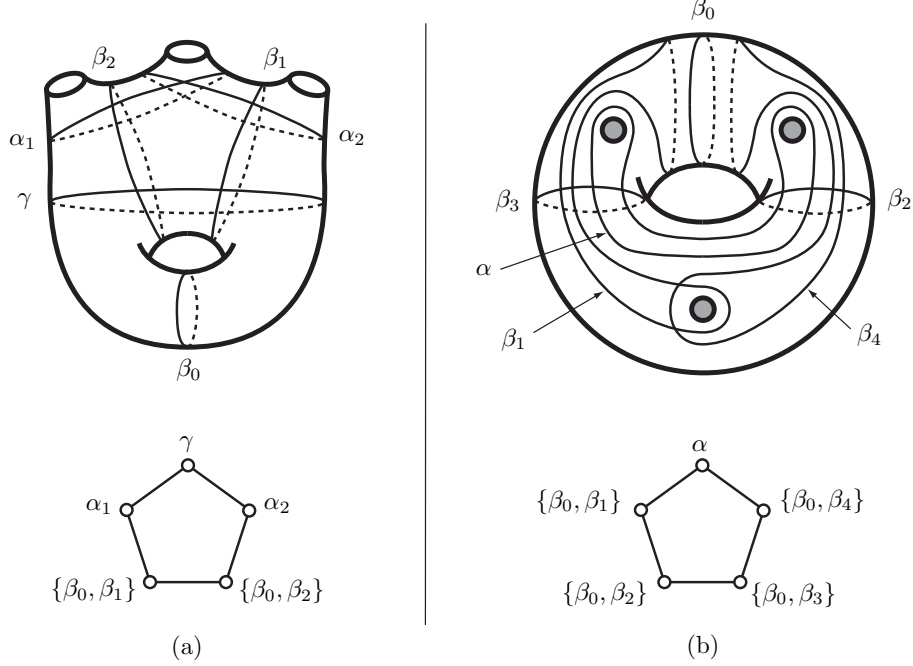 β₂
β₁
α₁
α₂
γ
β₀
γ
α₁
α₂
{β₀, β₁}
{β₀, β₂}
(a)
β₀
β₃
β₂
α
β₁
β₄
α
{β₀, β₁}
{β₀, β₄}
{β₀, β₂}
{β₀, β₃}
(b)